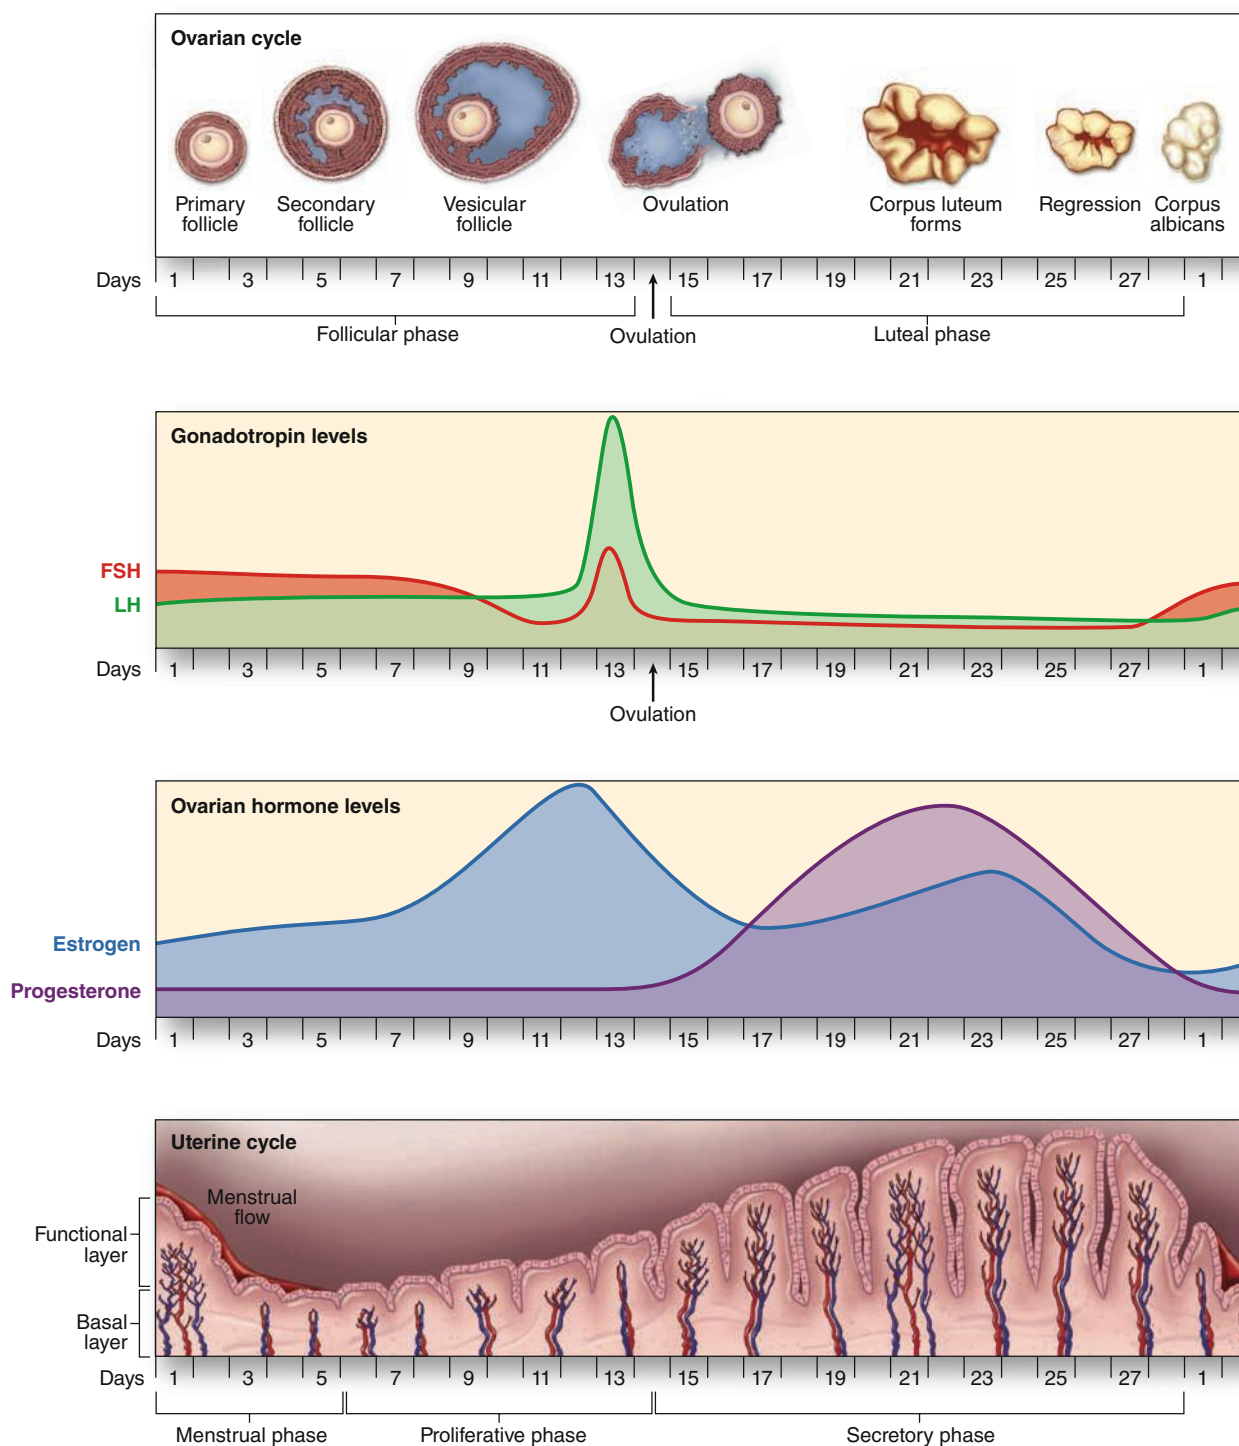 Ovarian cycle
Primary
follicle
Secondary
follicle
Vesicular
follicle
Ovulation
Corpus luteum
forms
Regression
Corpus
albicans
Days 1 3 5 7 9 11 13 15 17 19 21 23 25 27 1
Follicular phase
Ovulation
Luteal phase
Gonadotropin levels
FSH
LH
Days 1 3 5 7 9 11 13 15 17 19 21 23 25 27 1
Ovulation
Ovarian hormone levels
Estrogen
Progesterone
Days 1 3 5 7 9 11 13 15 17 19 21 23 25 27 1
Uterine cycle
Menstrual
flow
Functional
layer
Basal
layer
Days 1 3 5 7 9 11 13 15 17 19 21 23 25 27 1
Menstrual phase
Proliferative phase
Secretory phase